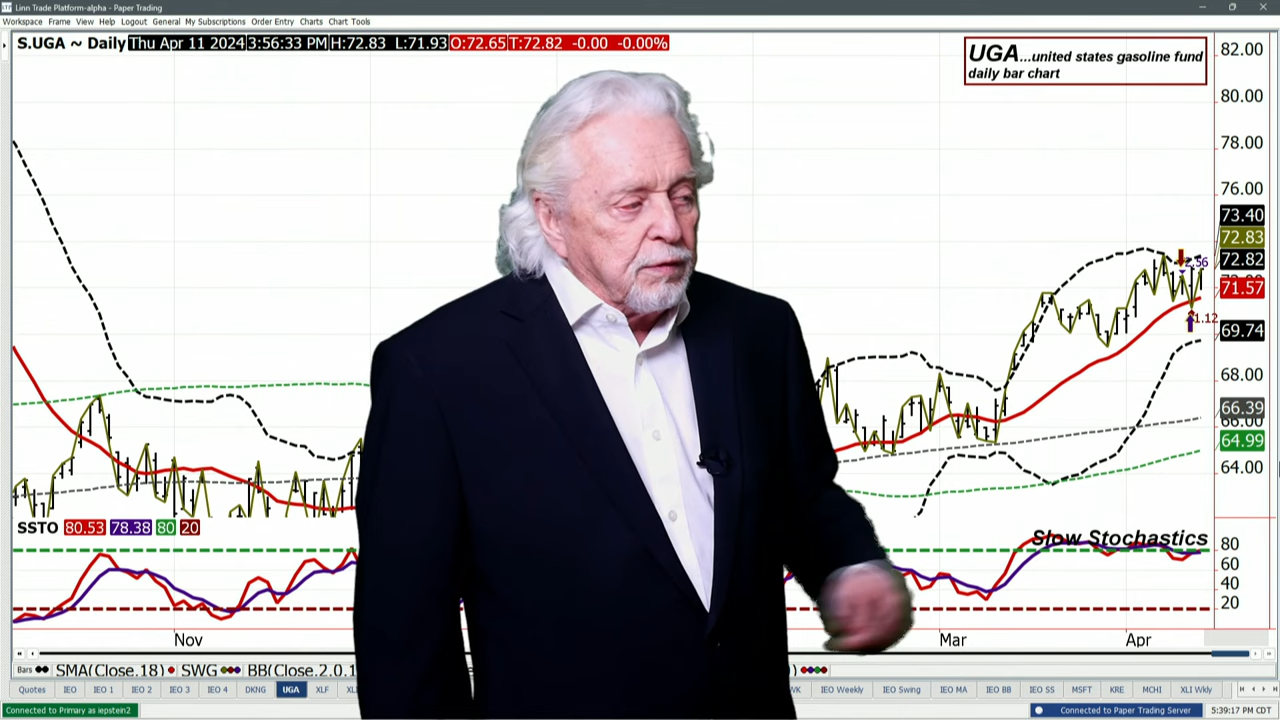 Linn Trade Platform-alpha - Paper Trading
Workspace Frame View Help Logout General My Subscriptions Order Entry Charts Chart Tools
S.UGA ~ Daily Thu Apr 11 2024 3:56:33 PM H:72.83 L:71.93 O:72.65 T:72.82 -0.00 -0.00%
UGA...united states gasoline fund
daily bar chart
82.00
80.00
78.00
76.00
73.40
72.83
72.82
71.57
69.74
68.00
66.39
66.00
64.99
64.00
2.56
1.12
SSTO 80.53 78.38 80 20
Slow Stochastics
80
60
40
20
Nov Mar Apr
Bars SMA(Close,18) SWG BB(Close,2.0,1
Quotes IEO IEO 1 IEO 2 IEO 3 IEO 4 DKNG UGA XLF IEO Weekly IEO Swing IEO MA IEO BB IEO SS MSFT KRE MCHI XLI Wkly
Connected to Primary as iepstein2 Connected to Paper Trading Server 5:39:17 PM CDT